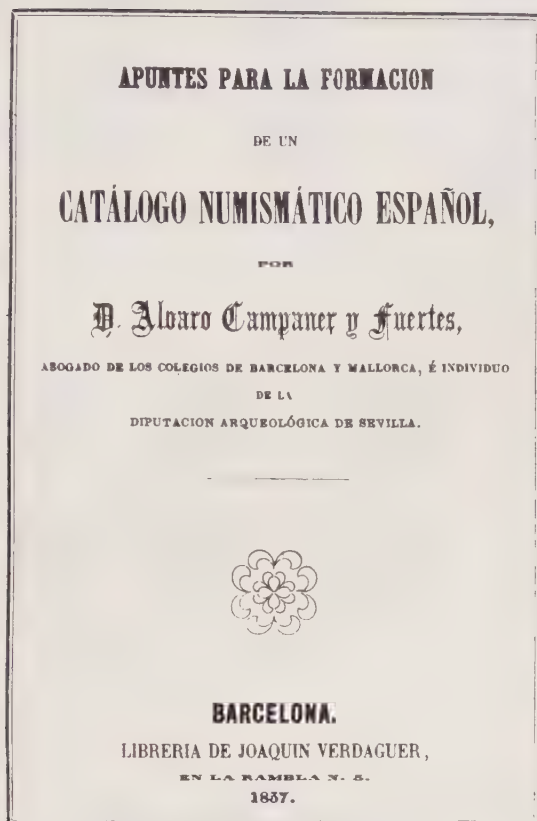 APUNTES PARA LA FORMACION
DE UN
CATÁLOGO NUMISMÁTICO ESPAÑOL,
POR
D. Alvaro Campaner y Fuertes,
ABOGADO DE LOS COLEGIOS DE BARCELONA Y MALLORCA, É INDIVIDUO
DE LA
DIPUTACION ARQUEOLÓGICA DE SEVILLA.
BARCELONA.
LIBRERIA DE JOAQUIN VERDAGUER,
EN LA RAMBLA N. 5.
1857.